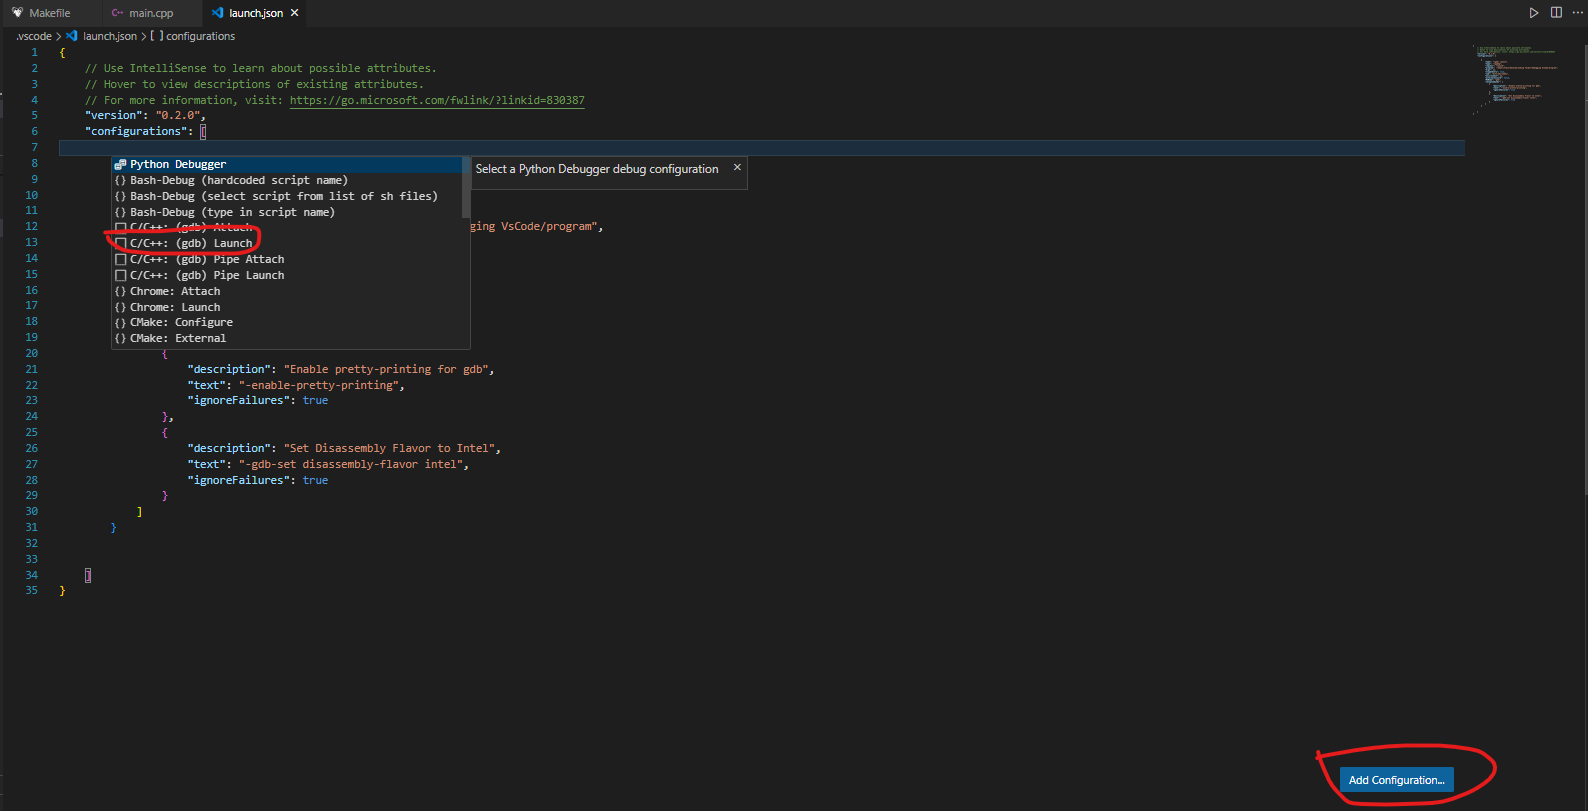 Makefile
main.cpp
launch.json
.vscode > launch.json > [ ] configurations
1 {
2 // Use IntelliSense to learn about possible attributes.
3 // Hover to view descriptions of existing attributes.
4 // For more information, visit: https://go.microsoft.com/fwlink/?linkid=830387
5 "version": "0.2.0",
6 "configurations": [
7
8 Python Debugger
Select a Python Debugger debug configuration
9 {} Bash-Debug (hardcoded script name)
10 {} Bash-Debug (select script from list of sh files)
11 {} Bash-Debug (type in script name)
12 C/C++: (gdb) Attach ging VsCode/program",
13 C/C++: (gdb) Launch
14 C/C++: (gdb) Pipe Attach
15 C/C++: (gdb) Pipe Launch
16 {} Chrome: Attach
17 {} Chrome: Launch
18 {} CMake: Configure
19 {} CMake: External
20 {
21 "description": "Enable pretty-printing for gdb",
22 "text": "-enable-pretty-printing",
23 "ignoreFailures": true
24 },
25 {
26 "description": "Set Disassembly Flavor to Intel",
27 "text": "-gdb-set disassembly-flavor intel",
28 "ignoreFailures": true
29 }
30 ]
31 }
32
33
34 ]
35 }
Add Configuration...